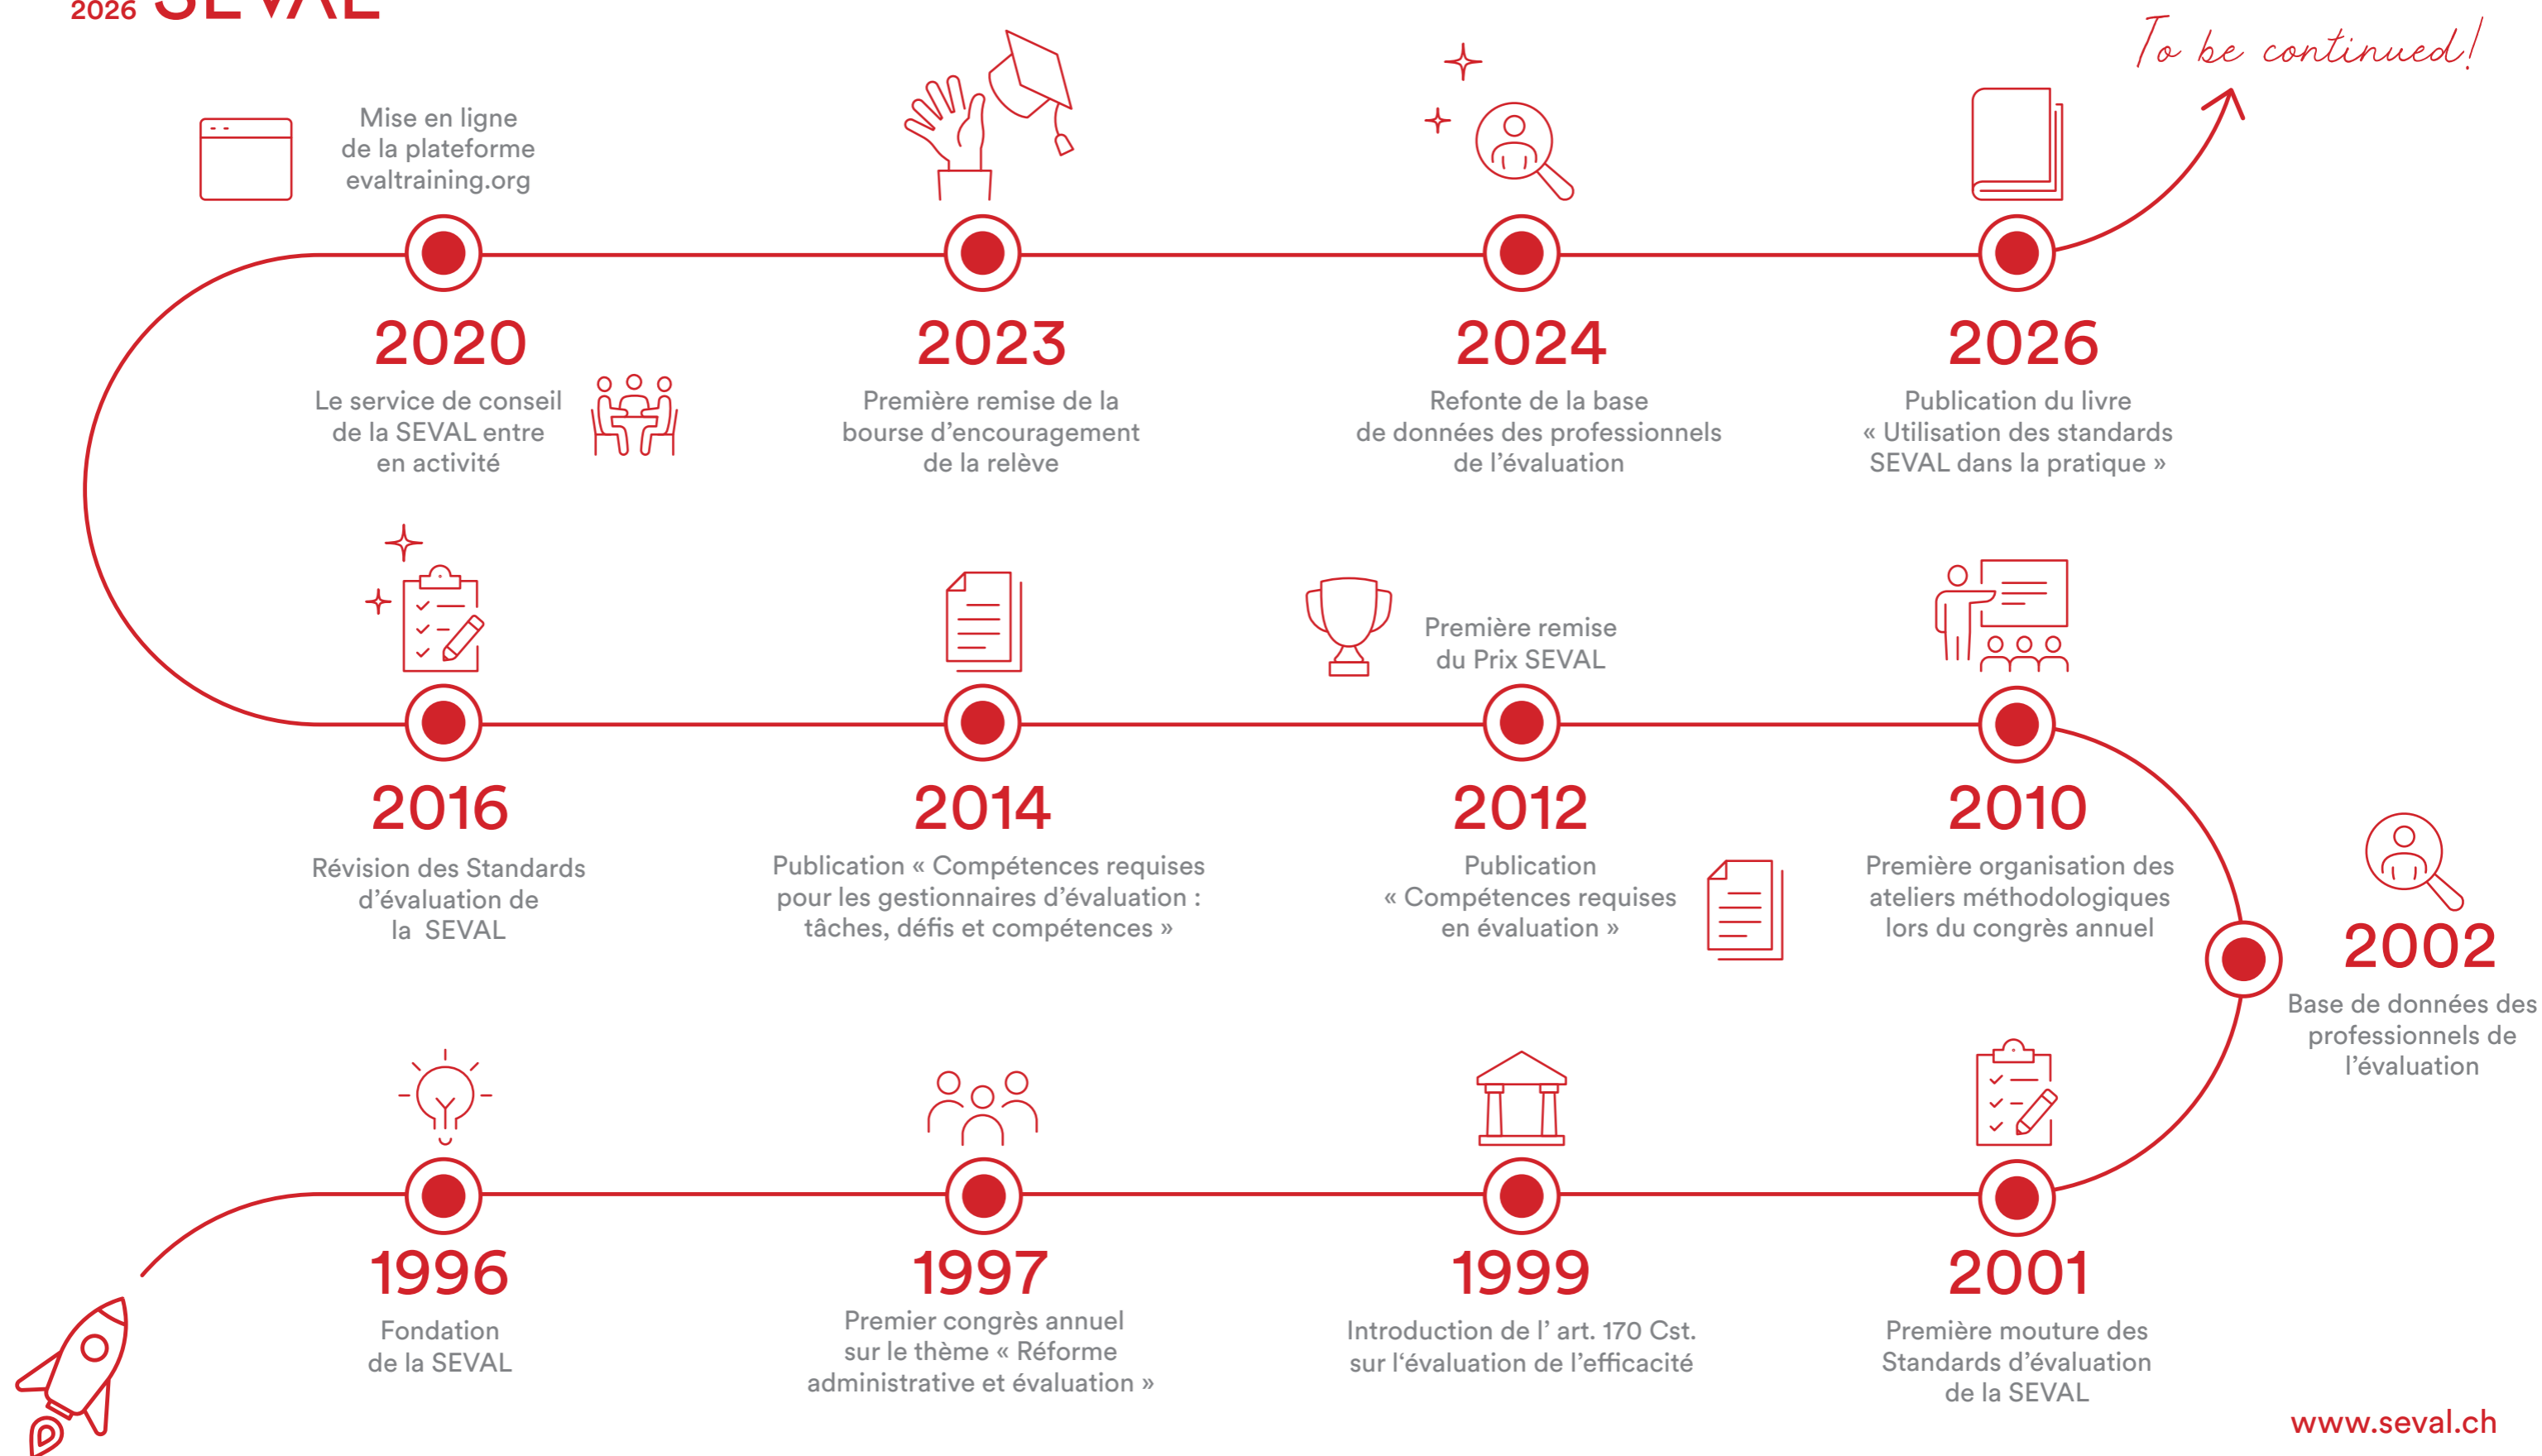 2026 SEVAL
To be continued!
Mise en ligne
de la plateforme
evaltraining.org
2020
Le service de conseil
de la SEVAL entre
en activité
2023
Première remise de la
bourse d’encouragement
de la relève
2024
Refonte de la base
de données des professionnels
de l’évaluation
2026
Publication du livre
« Utilisation des standards
SEVAL dans la pratique »
2016
Révision des Standards
d’évaluation de
la SEVAL
2014
Publication « Compétences requises
pour les gestionnaires d’évaluation :
tâches, défis et compétences »
Première remise
du Prix SEVAL
2012
Publication
« Compétences requises
en évaluation »
2010
Première organisation des
ateliers méthodologiques
lors du congrès annuel
2002
Base de données des
professionnels de
l’évaluation
1996
Fondation
de la SEVAL
1997
Premier congrès annuel
sur le thème « Réforme
administrative et évaluation »
1999
Introduction de l’ art. 170 Cst.
sur l‘évaluation de l’efficacité
2001
Première mouture des
Standards d’évaluation
de la SEVAL
www.seval.ch